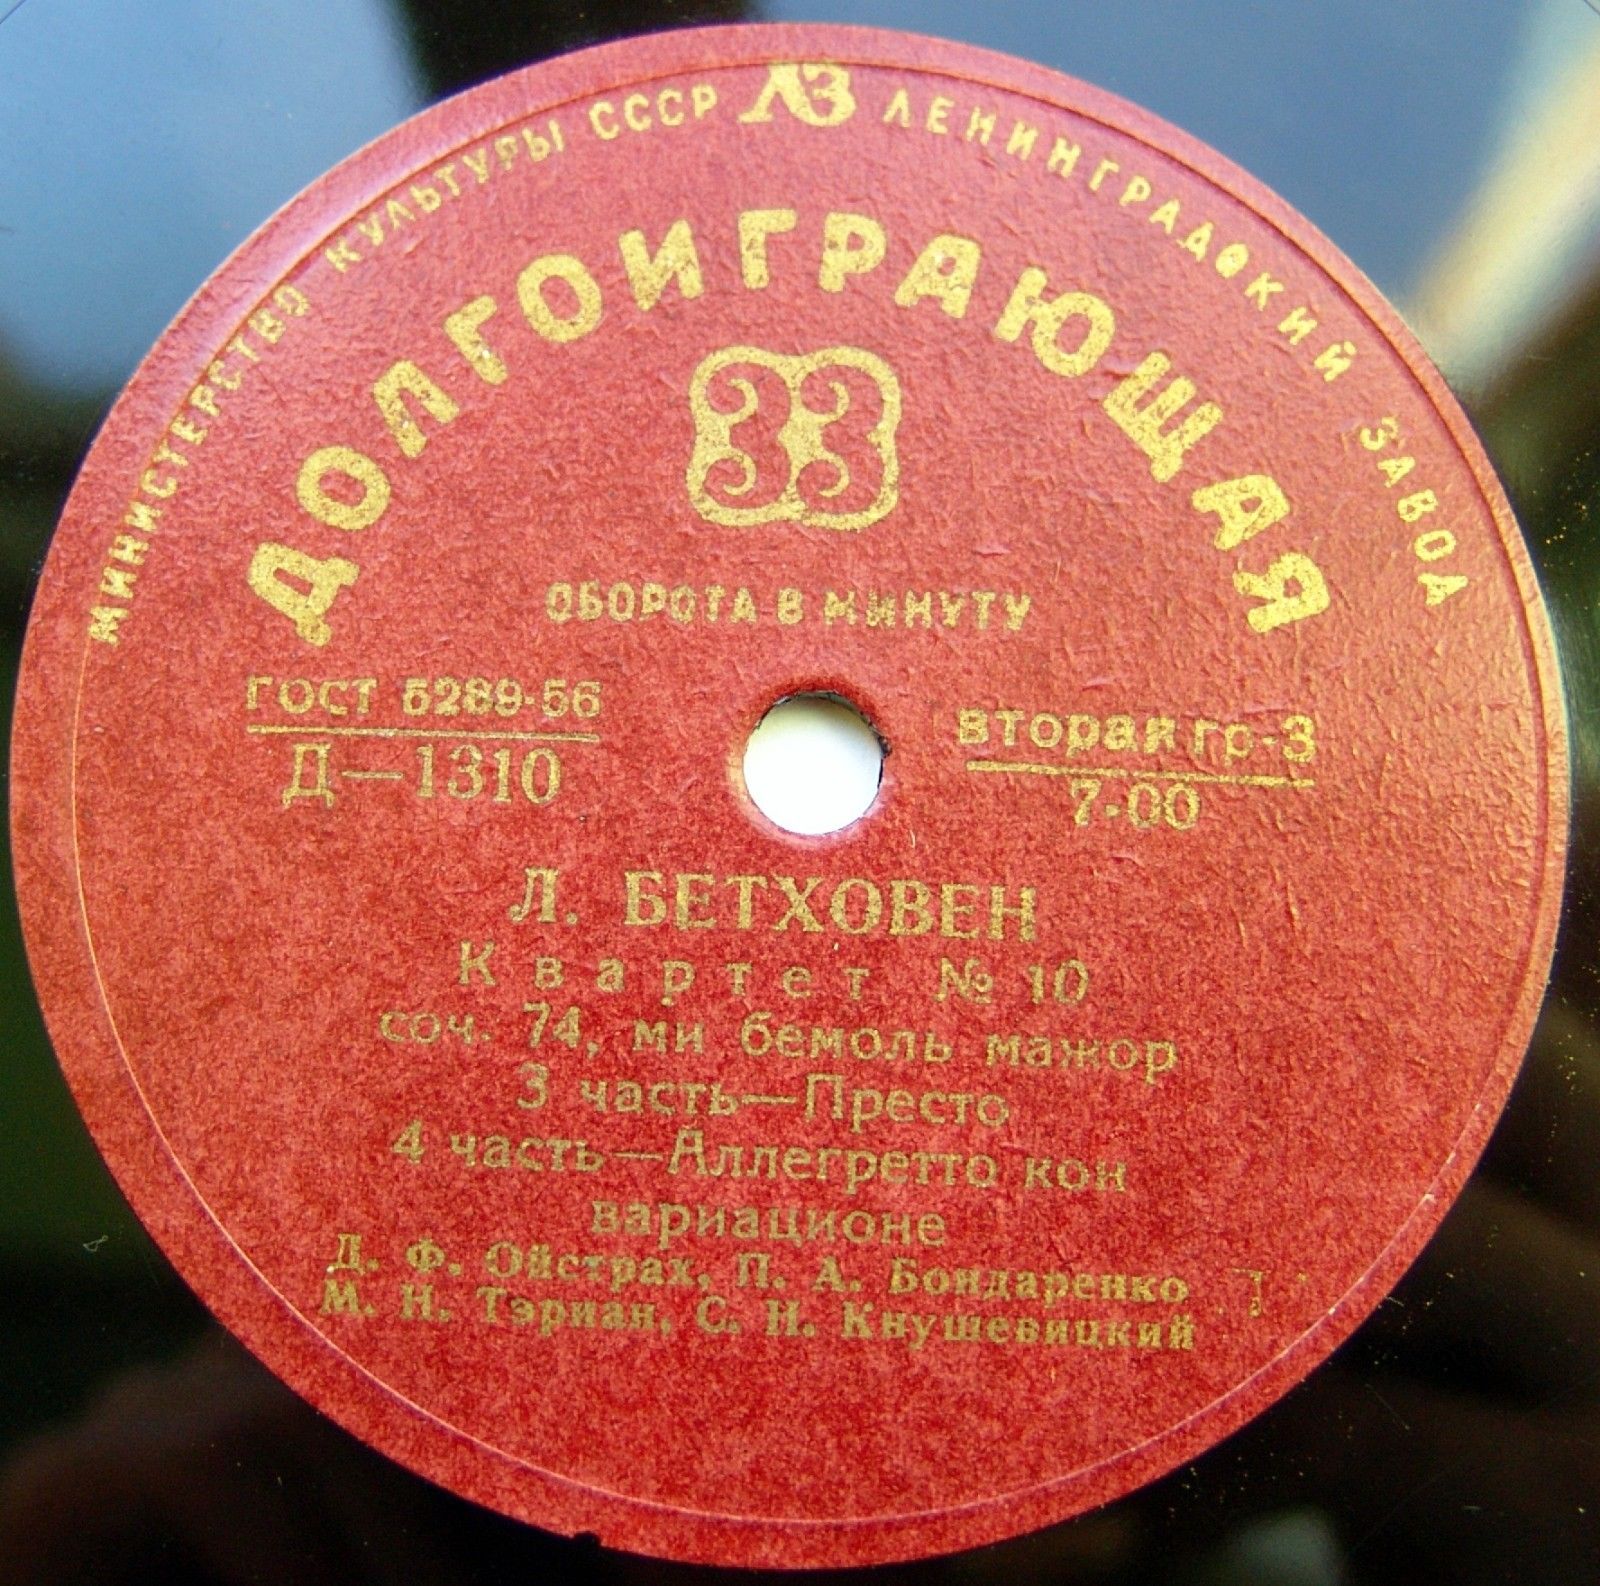 МИНИСТЕРСТВО КУЛЬТУРЫ СССР ЛЗ ЛЕНИНГРАДСКИЙ ЗАВОД
ДОЛГОИГРАЮЩАЯ
33
ОБОРОТА В МИНУТУ
ГОСТ 5289-56
Д—1310
вторая гр-3
7-00
Л. БЕТХОВЕН
Квартет № 10
соч. 74, ми бемоль мажор
3 часть—Престо
4 часть—Аллегретто кон
вариационе
Д. Ф. Ойстрах, П. А. Бондаренко
М. Н. Тэриан, С. Н. Кнушевицкий